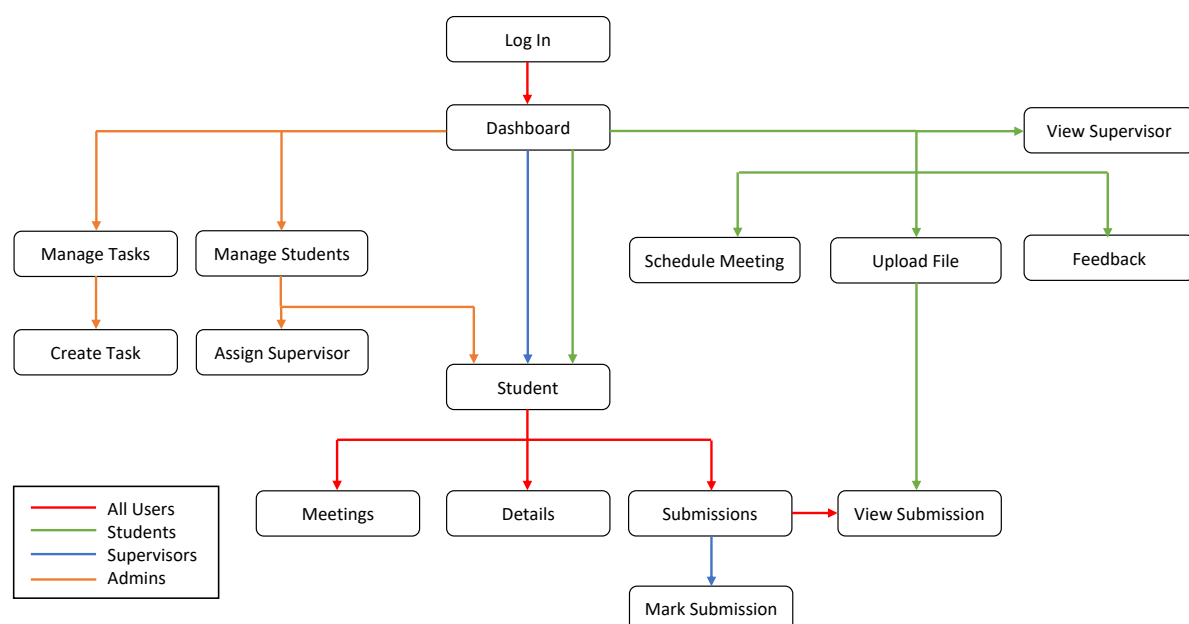 Log In
Dashboard
View Supervisor
Manage Tasks
Manage Students
Schedule Meeting
Upload File
Feedback
Create Task
Assign Supervisor
Student
Meetings
Details
Submissions
View Submission
Mark Submission
All Users
Students
Supervisors
Admins